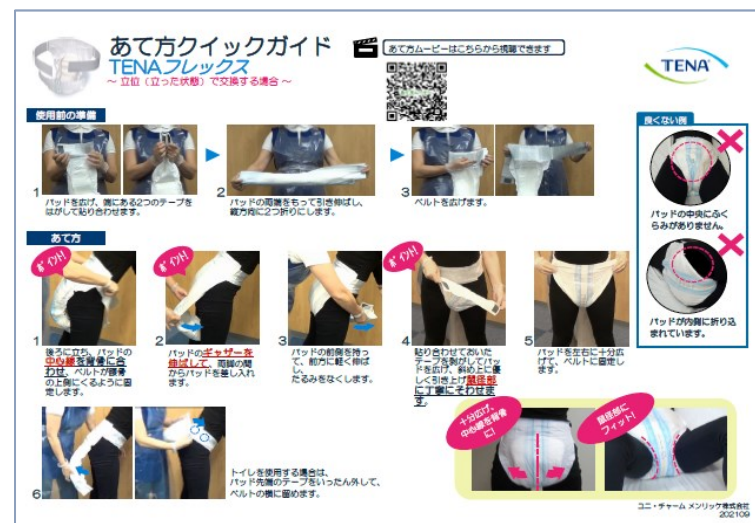 あて方クイックガイド
TENAフレックス
～ 立位（立った状態）で交換する場合 ～
あて方ムービーはこちらから視聴できます
TENA
使用前の準備
1
パッドを広げ、端にある2つのテープを
はがして貼り合わせます。
2
パッドの両端をもって引き伸ばし、
縦方向に2つ折りにします。
3
ベルトを広げます。
良くない例
パッドの中央にふく
らみがありません。
パッドが内側に折り込
まれています。
あて方
ポイント!
1
後ろに立ち、パッドの
中心線を背骨に合
わせ、ベルトが腰骨
の上側にくるように固
定します。
ポイント!
2
パッドのギャザーを
伸ばして、両脚の間
からパッドを差し入れ
ます。
3
パッドの前側を持っ
て、前方に軽く伸ば
し、
たるみをなくします。
ポイント!
4
貼り合わせておいた
テープを剥がしてパッ
ドを広げ、斜め上に優
しく引き上げ鼠径部
に丁寧にそわせま
す。
5
パッドを左右に十分広
げて、ベルトに固定し
ます。
6
トイレを使用する場合は、
パッド先端のテープをいったん外して、
ベルトの横に留めます。
十分広げ、
中心線を背骨
に!
鼠径部に
フィット!
ユニ・チャーム メンリッケ株式会社
202109